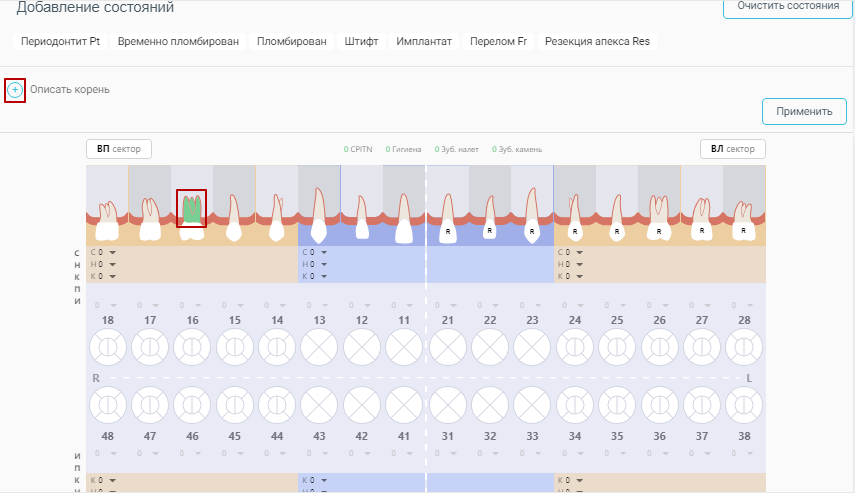 Добавление состояний
Очистить состояния
Периодонтит Pt Временно пломбирован Пломбирован Штифт Имплантат Перелом Fr Резекция апекса Res
Описать корень
Применить
ВП сектор 0 CPITN 0 Гигиена 0 Зуб. налет 0 Зуб. камень ВЛ сектор
R R R R R R R R
С 0 С 0 С 0
Н 0 Н 0 Н 0
К 0 К 0 К 0
С
Н
К
П
И
0 0 0 0 0 0 0 0 0 0 0 0 0 0 0 0
18 17 16 15 14 13 12 11 21 22 23 24 25 26 27 28
R L
48 47 46 45 44 43 42 41 31 32 33 34 35 36 37 38
0 0 0 0 0 0 0 0 0 0 0 0 0 0 0 0
И
П
К
Н
К 0 К 0 К 0